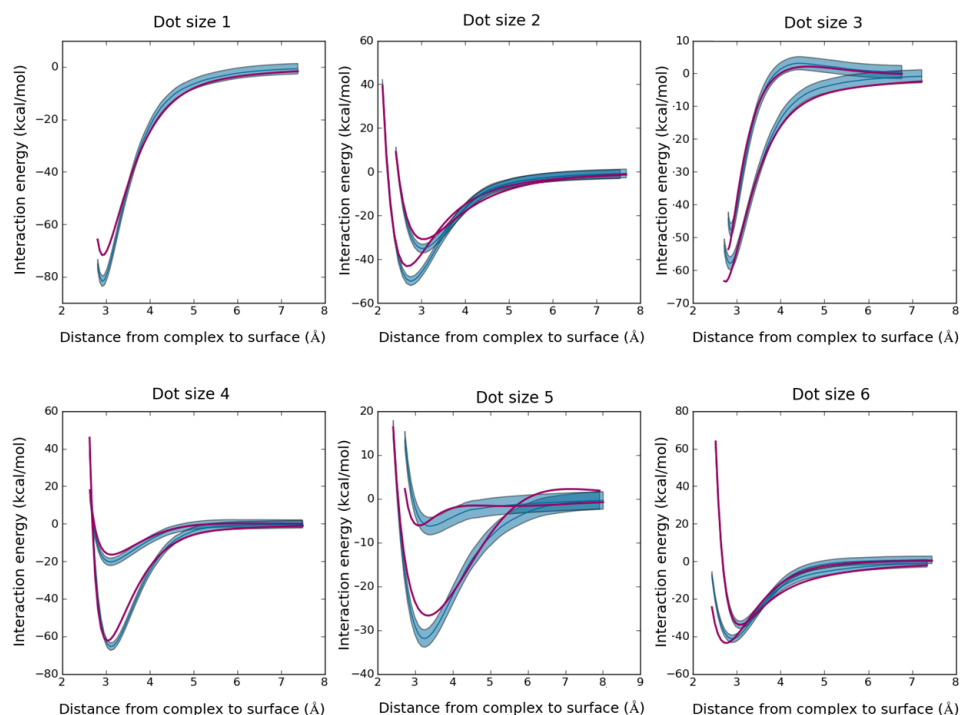 Dot size 1
Interaction energy (kcal/mol)
0
−20
−40
−60
−80
2 3 4 5 6 7 8
Distance from complex to surface (Å)
Dot size 2
Interaction energy (kcal/mol)
60
40
20
0
−20
−40
−60
2 3 4 5 6 7 8
Distance from complex to surface (Å)
Dot size 3
Interaction energy (kcal/mol)
10
0
-10
-20
-30
-40
-50
-60
-70
2 3 4 5 6 7 8
Distance from complex to surface (Å)
Dot size 4
Interaction energy (kcal/mol)
60
40
20
0
−20
−40
−60
−80
2 3 4 5 6 7 8
Distance from complex to surface (Å)
Dot size 5
Interaction energy (kcal/mol)
20
10
0
−10
−20
−30
−40
2 3 4 5 6 7 8 9
Distance from complex to surface (Å)
Dot size 6
Interaction energy (kcal/mol)
80
60
40
20
0
−20
−40
−60
2 3 4 5 6 7 8
Distance from complex to surface (Å)